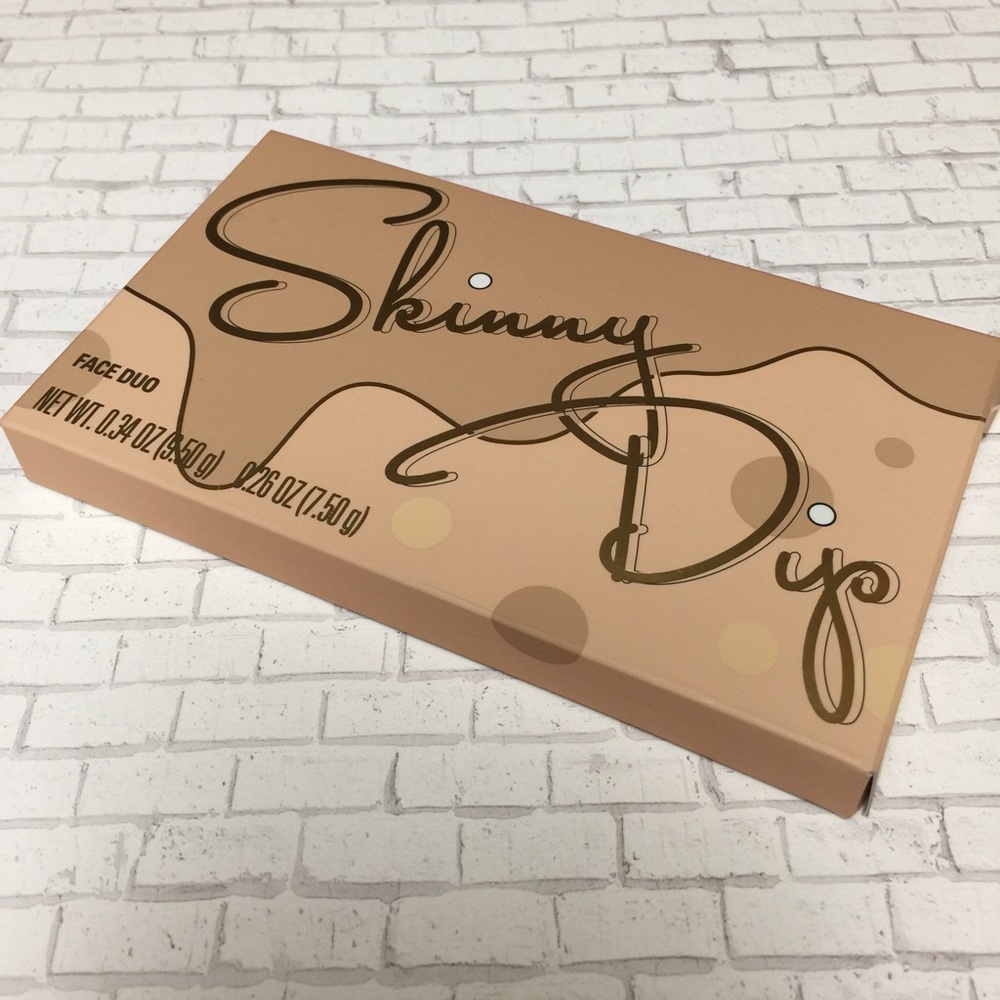 Skinny
Dip
FACE DUO
NET WT. 0.34 OZ (9.50 g) 0.26 OZ (7.50 g)